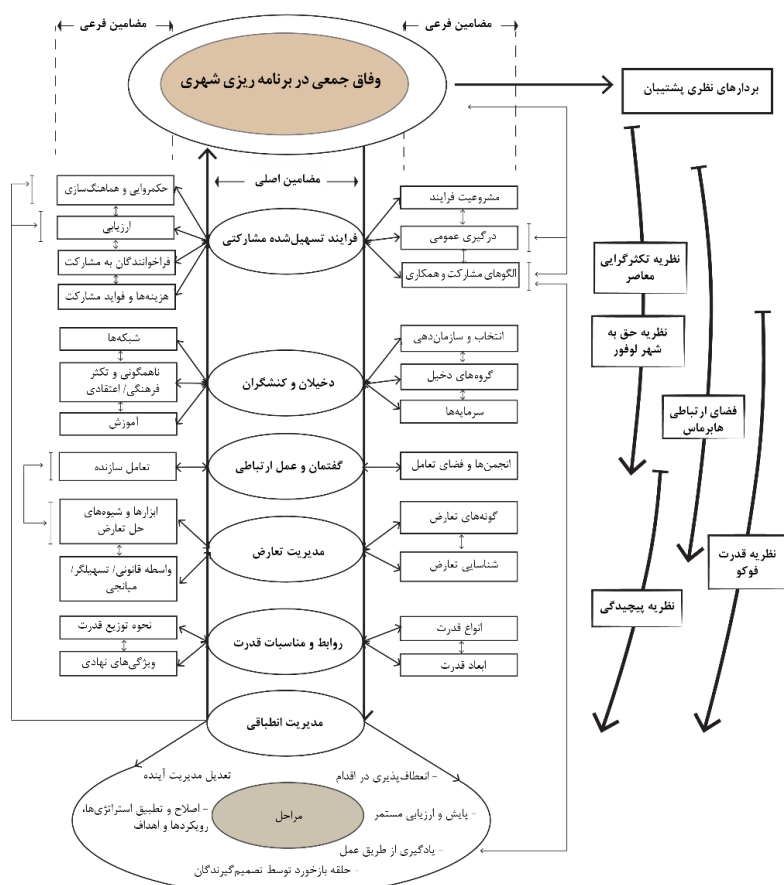 مضامین فرعی
مضامین فرعی
وفاق جمعی در برنامه ریزی شهری
بردارهای نظری پشتیبان
مضامین اصلی
فرایند تسهیل‌شده مشارکتی
مشروعیت فرایند
درگیری عمومی
الگوهای مشارکت و همکاری
حکمروایی و هماهنگ‌سازی
ارزیابی
فراخوانندگان به مشارکت
هزینه‌ها و فواید مشارکت
دخیلان و کنشگران
انتخاب و سازمان‌دهی
گروه‌های دخیل
سرمایه‌ها
شبکه‌ها
ناهمگونی و تکثر
فرهنگی/ اعتقادی
آموزش
گفتمان و عمل ارتباطی
انجمن‌ها و فضای تعامل
تعامل سازنده
مدیریت تعارض
گونه‌های تعارض
شناسایی تعارض
ابزارها و شیوه‌های
حل تعارض
واسطه قانونی/ تسهیلگر/
میانجی
روابط و مناسبات قدرت
انواع قدرت
ابعاد قدرت
نحوه توزیع قدرت
ویژگی‌های نهادی
مدیریت انطباقی
- انعطاف‌پذیری در اقدام
تعدیل مدیریت آینده
مراحل
پایش و ارزیابی مستمر -
- اصلاح و تطبیق استراتژی‌ها،
رویکردها و اهداف
یادگیری از طریق عمل -
حلقه بازخورد توسط تصمیم‌گیرندگان -
نظریه تکثرگرایی
معاصر
نظریه حق به
شهر لوفور
فضای ارتباطی
هابرماس
نظریه قدرت
فوکو
نظریه پیچیدگی